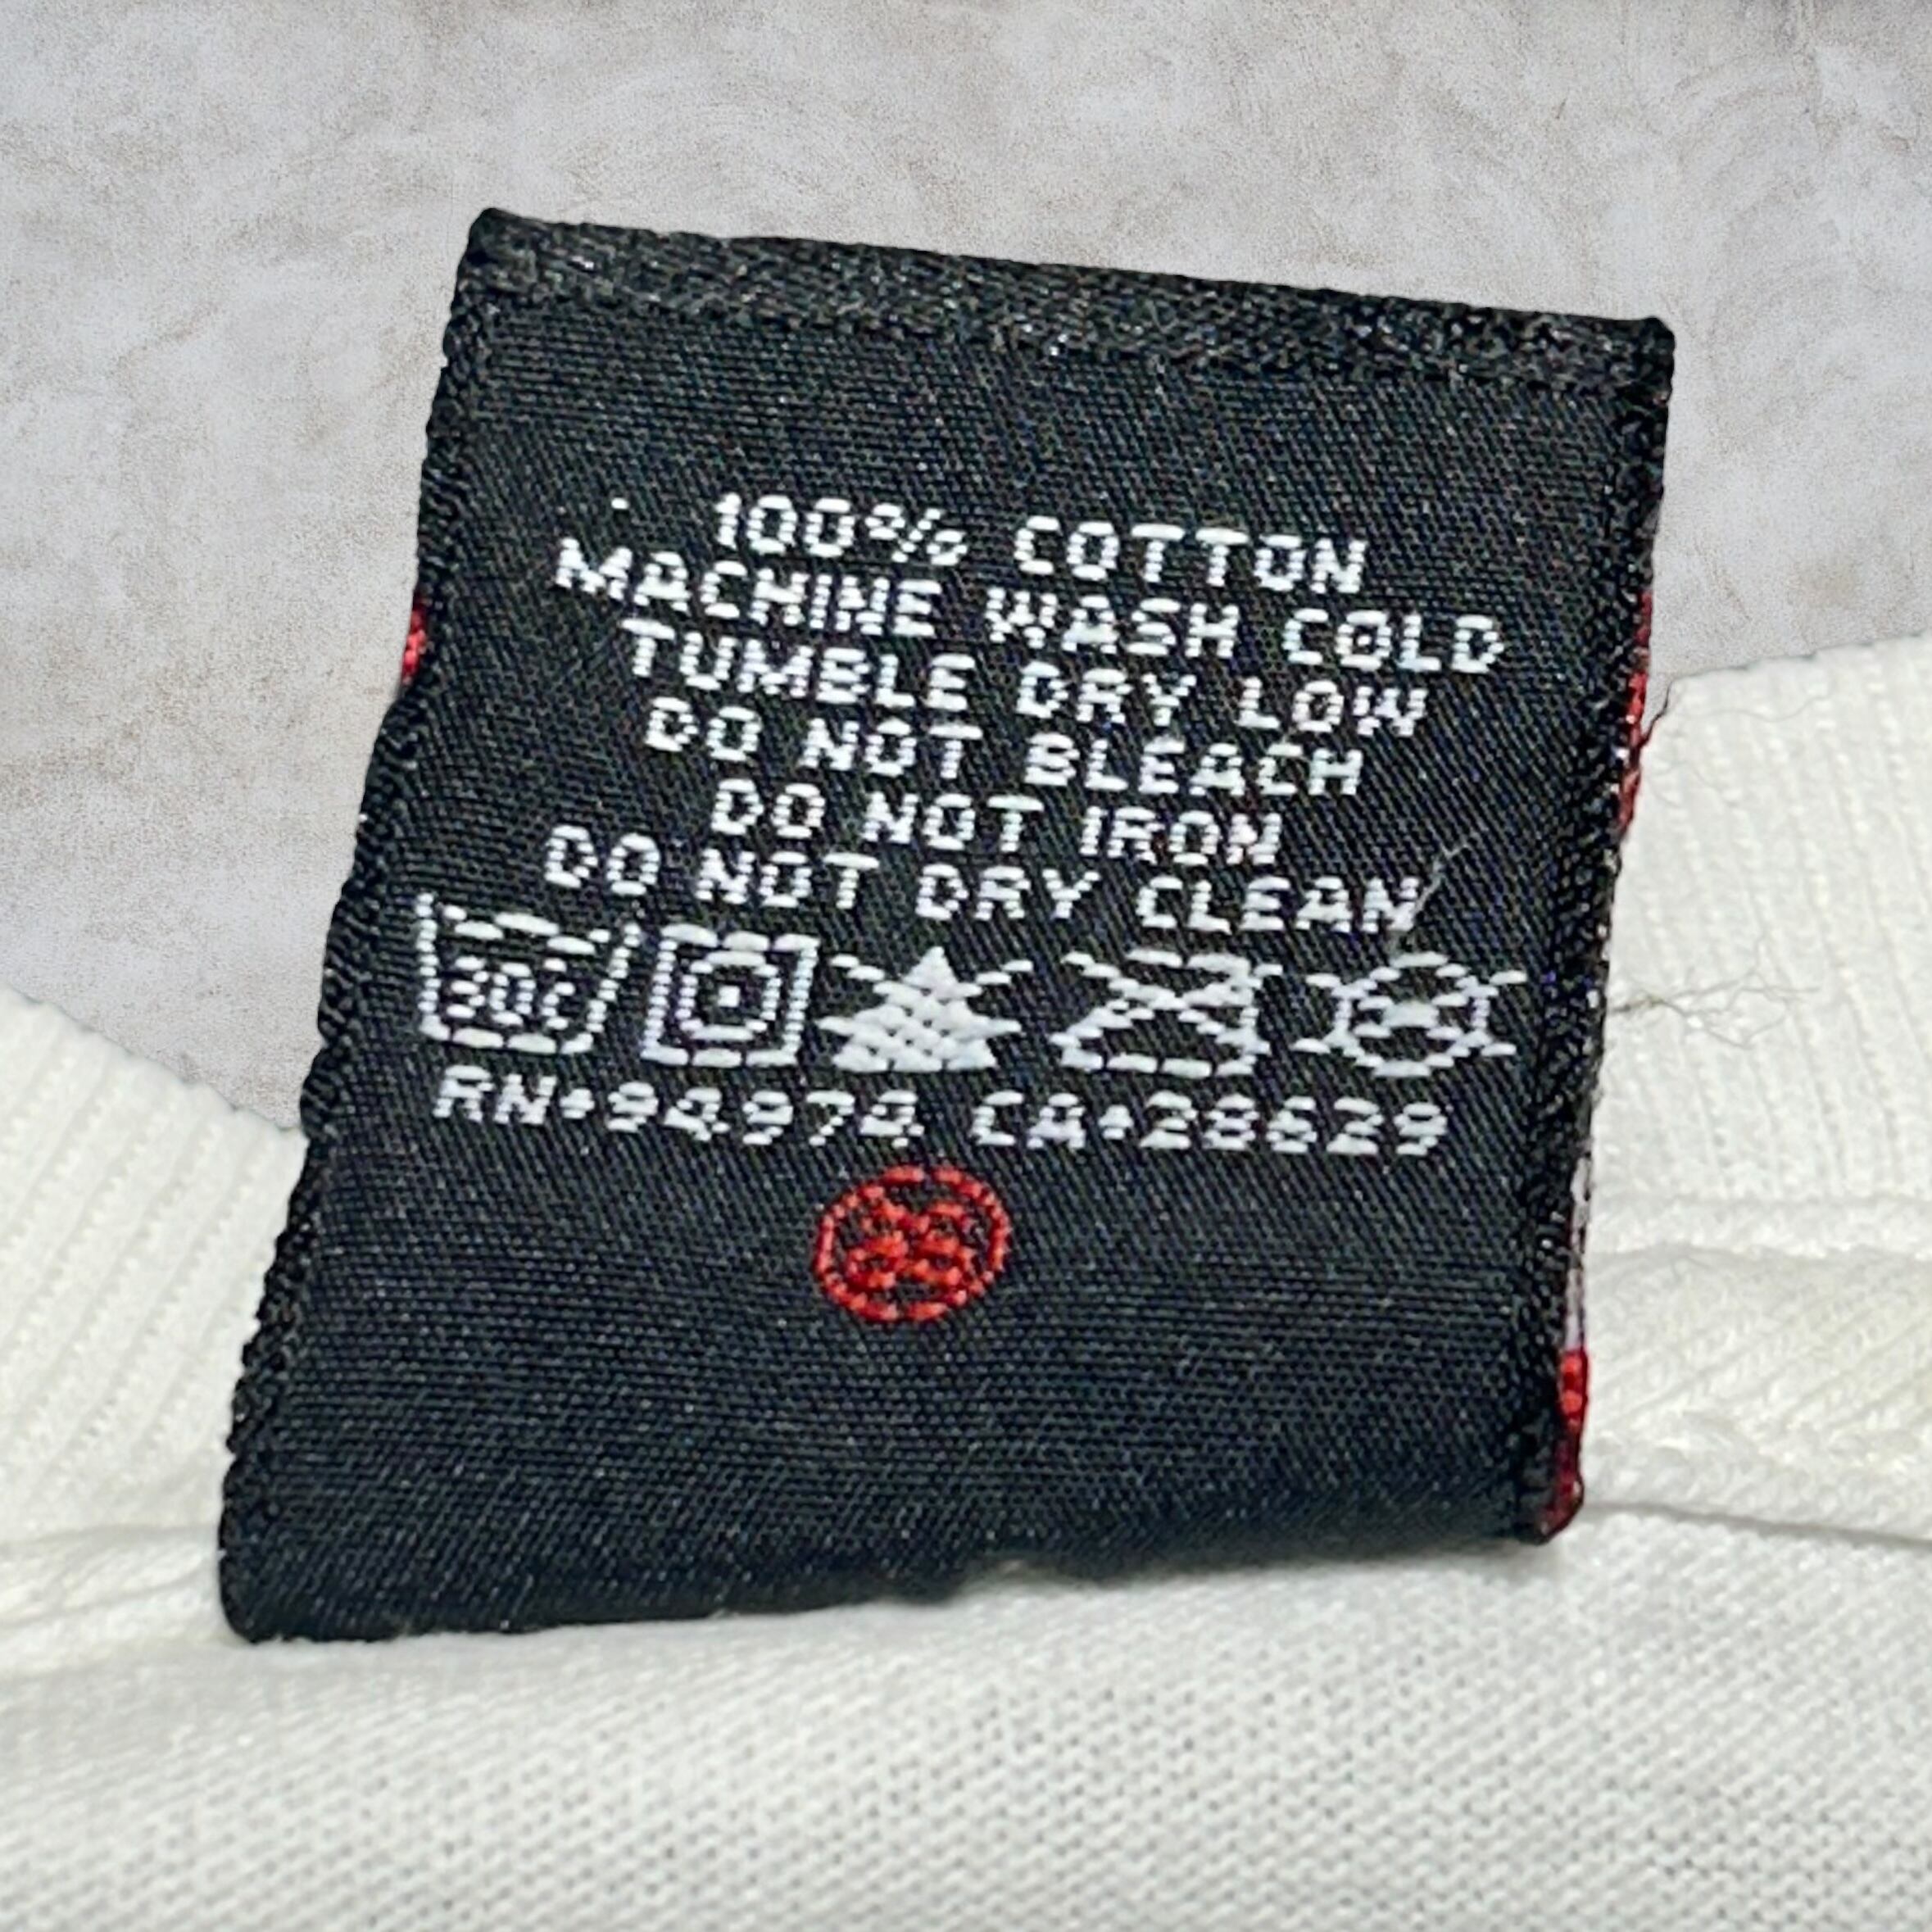 100% COTTON
MACHINE WASH COLD
TUMBLE DRY LOW
DO NOT BLEACH
DO NOT IRON
DO NOT DRY CLEAN
30C
RN•94974 CA•28629